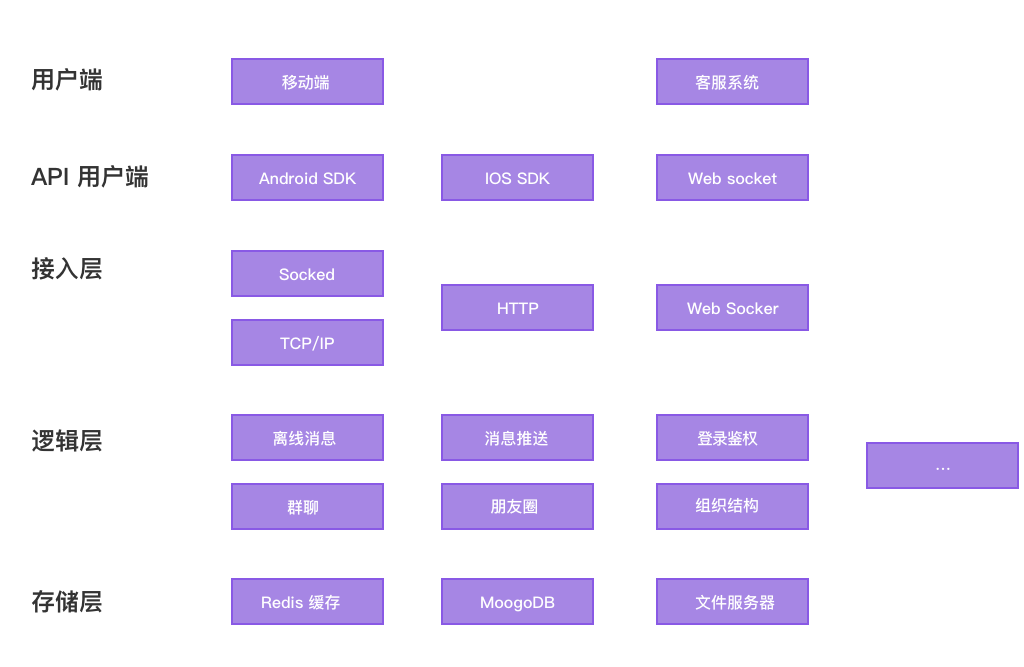 用户端
移动端
客服系统
API 用户端
Android SDK
IOS SDK
Web socket
接入层
Socked
HTTP
Web Socker
TCP/IP
逻辑层
离线消息
消息推送
登录鉴权
...
群聊
朋友圈
组织结构
存储层
Redis 缓存
MoogoDB
文件服务器